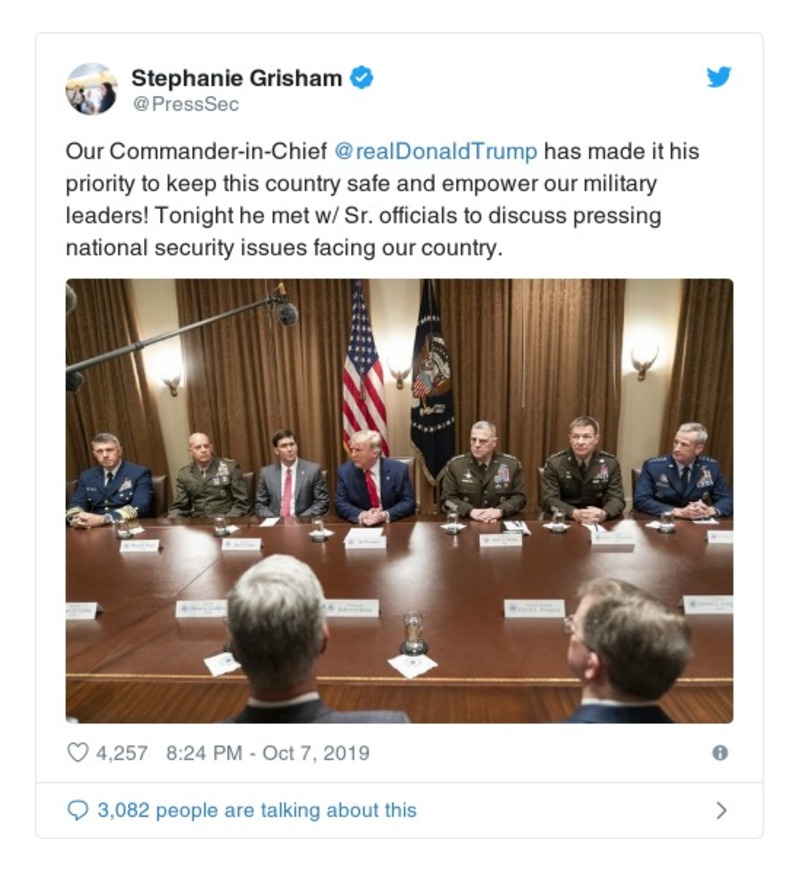 Stephanie Grisham
@PressSec
Our Commander-in-Chief @realDonaldTrump has made it his
priority to keep this country safe and empower our military
leaders! Tonight he met w/ Sr. officials to discuss pressing
national security issues facing our country.
4,257 8:24 PM - Oct 7, 2019
3,082 people are talking about this